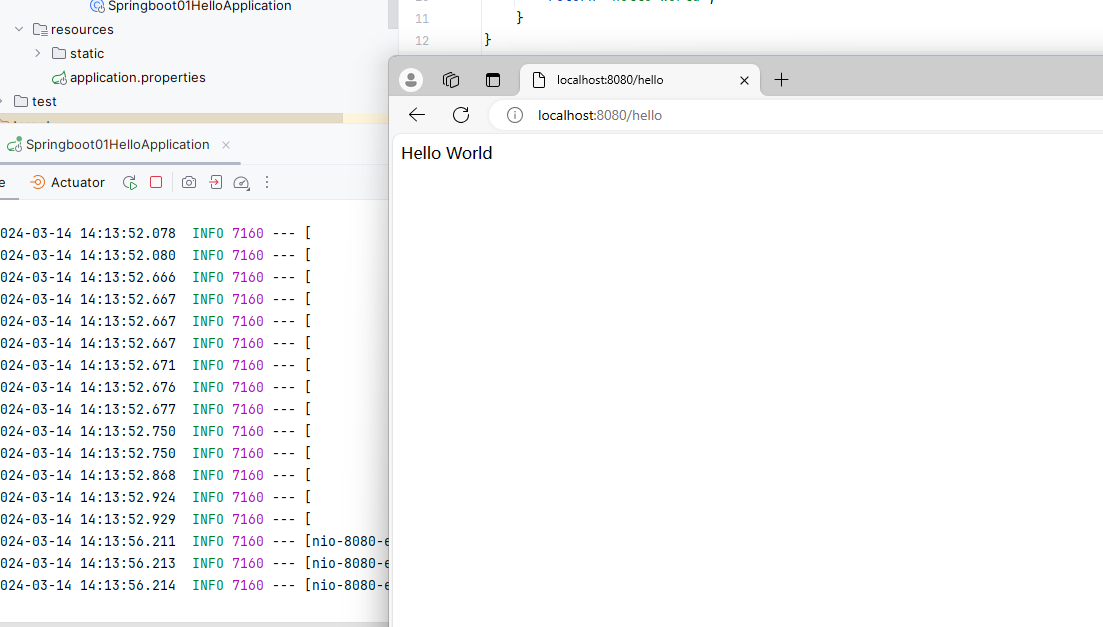 Springboot01HelloApplication
resources
static
application.properties
test
11 }
12 }
Springboot01HelloApplication
Actuator
024-03-14 14:13:52.078 INFO 7160 --- [
024-03-14 14:13:52.080 INFO 7160 --- [
024-03-14 14:13:52.666 INFO 7160 --- [
024-03-14 14:13:52.667 INFO 7160 --- [
024-03-14 14:13:52.667 INFO 7160 --- [
024-03-14 14:13:52.667 INFO 7160 --- [
024-03-14 14:13:52.671 INFO 7160 --- [
024-03-14 14:13:52.676 INFO 7160 --- [
024-03-14 14:13:52.677 INFO 7160 --- [
024-03-14 14:13:52.750 INFO 7160 --- [
024-03-14 14:13:52.750 INFO 7160 --- [
024-03-14 14:13:52.868 INFO 7160 --- [
024-03-14 14:13:52.924 INFO 7160 --- [
024-03-14 14:13:52.929 INFO 7160 --- [
024-03-14 14:13:56.211 INFO 7160 --- [nio-8080-e
024-03-14 14:13:56.213 INFO 7160 --- [nio-8080-e
024-03-14 14:13:56.214 INFO 7160 --- [nio-8080-e
localhost:8080/hello
localhost:8080/hello
Hello World